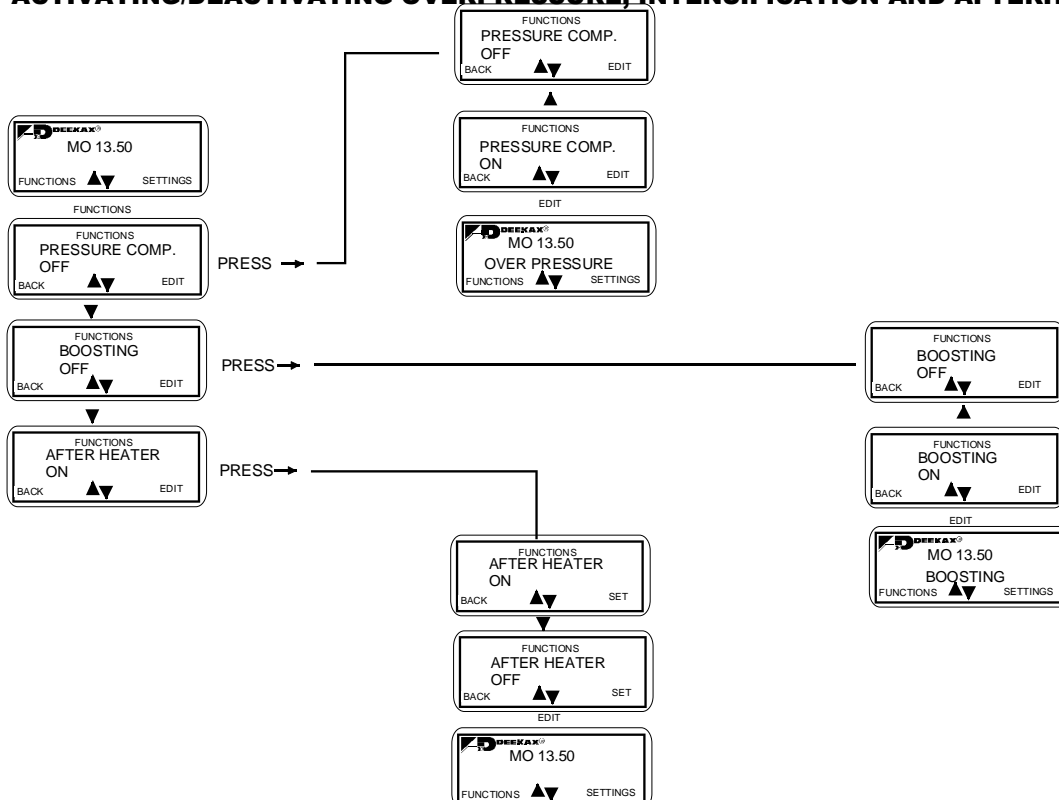 ACTIVATING/DEACTIVATING OVERPRESSURE, INTENSIFICATION AND AFTERH
FUNCTIONS
PRESSURE COMP.
OFF
BACK EDIT
FUNCTIONS
PRESSURE COMP.
ON
BACK EDIT
EDIT
DEEKAX®
MO 13.50
OVER PRESSURE
FUNCTIONS SETTINGS
DEEKAX®
MO 13.50
FUNCTIONS SETTINGS
FUNCTIONS
FUNCTIONS
PRESSURE COMP.
OFF
BACK EDIT
PRESS
FUNCTIONS
BOOSTING
OFF
BACK EDIT
PRESS
FUNCTIONS
AFTER HEATER
ON
BACK EDIT
PRESS
FUNCTIONS
BOOSTING
OFF
BACK EDIT
FUNCTIONS
BOOSTING
ON
BACK EDIT
EDIT
DEEKAX®
MO 13.50
BOOSTING
FUNCTIONS SETTINGS
FUNCTIONS
AFTER HEATER
ON
BACK SET
FUNCTIONS
AFTER HEATER
OFF
BACK SET
EDIT
DEEKAX®
MO 13.50
FUNCTIONS SETTINGS